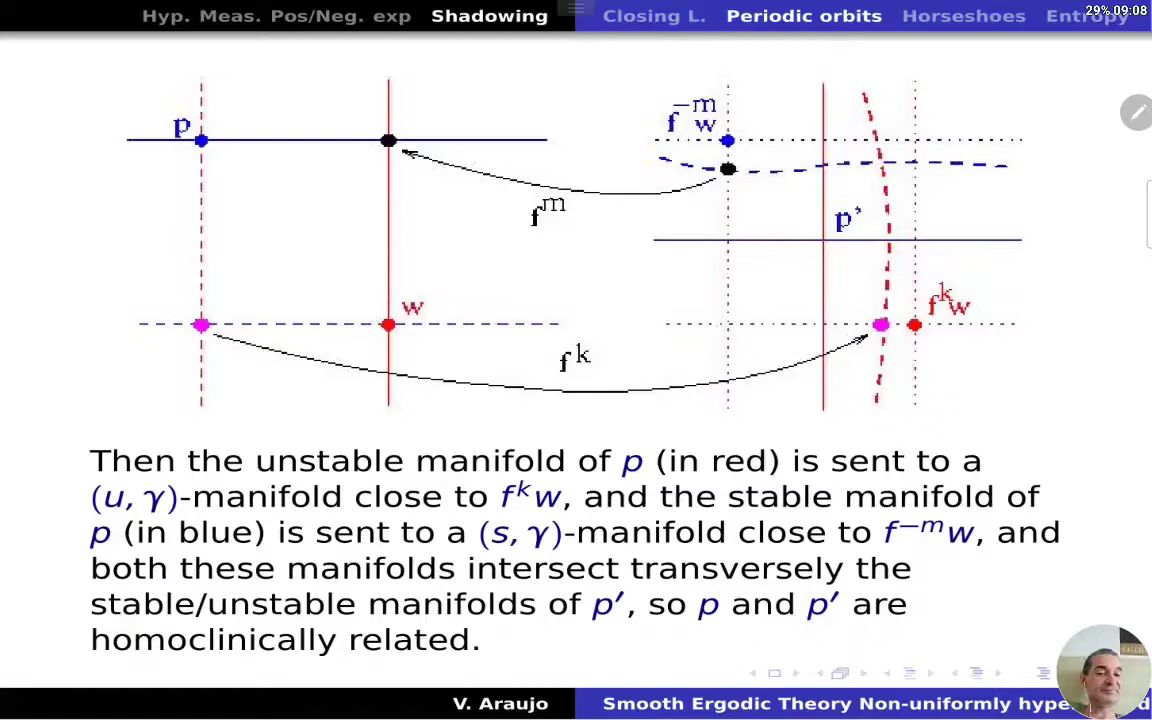 Hyp. Meas. Pos/Neg. exp Shadowing Closing L. Periodic orbits Horseshoes Entropy
29% 09:08
p
f^-m w
f^m
p'
w
f^k w
f^k
Then the unstable manifold of p (in red) is sent to a
(u, γ)-manifold close to f^k w, and the stable manifold of
p (in blue) is sent to a (s, γ)-manifold close to f^−m w, and
both these manifolds intersect transversely the
stable/unstable manifolds of p′, so p and p′ are
homoclinically related.
V. Araujo Smooth Ergodic Theory Non-uniformly